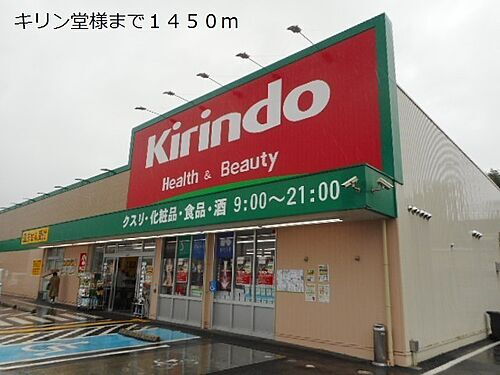 キリン堂様まで１４５０ｍ
Kirindo
Health & Beauty
クスリ・化粧品・食品・酒 9:00～21:00